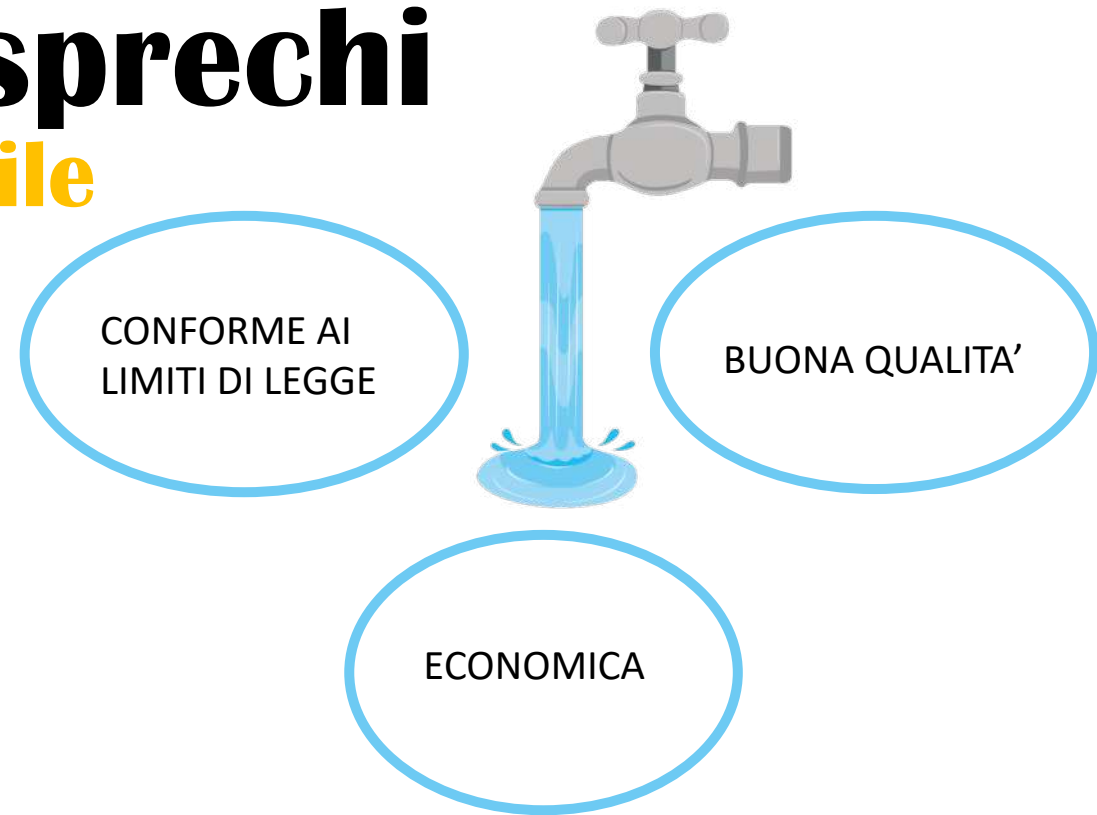 sprechi
ile
CONFORME AI
LIMITI DI LEGGE
BUONA QUALITA’
ECONOMICA